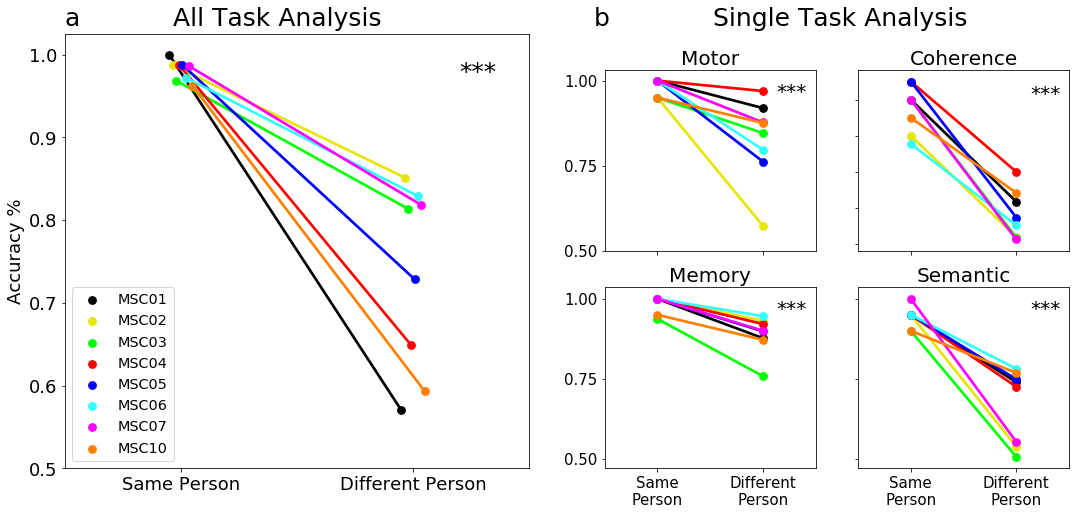 a
All Task Analysis
Accuracy %
1.0
0.9
0.8
0.7
0.6
0.5
***
MSC01
MSC02
MSC03
MSC04
MSC05
MSC06
MSC07
MSC10
Same Person
Different Person
b
Single Task Analysis
Motor
1.00
0.75
0.50
***
Coherence
***
Memory
1.00
0.75
0.50
***
Same
Person
Different
Person
Semantic
***
Same
Person
Different
Person